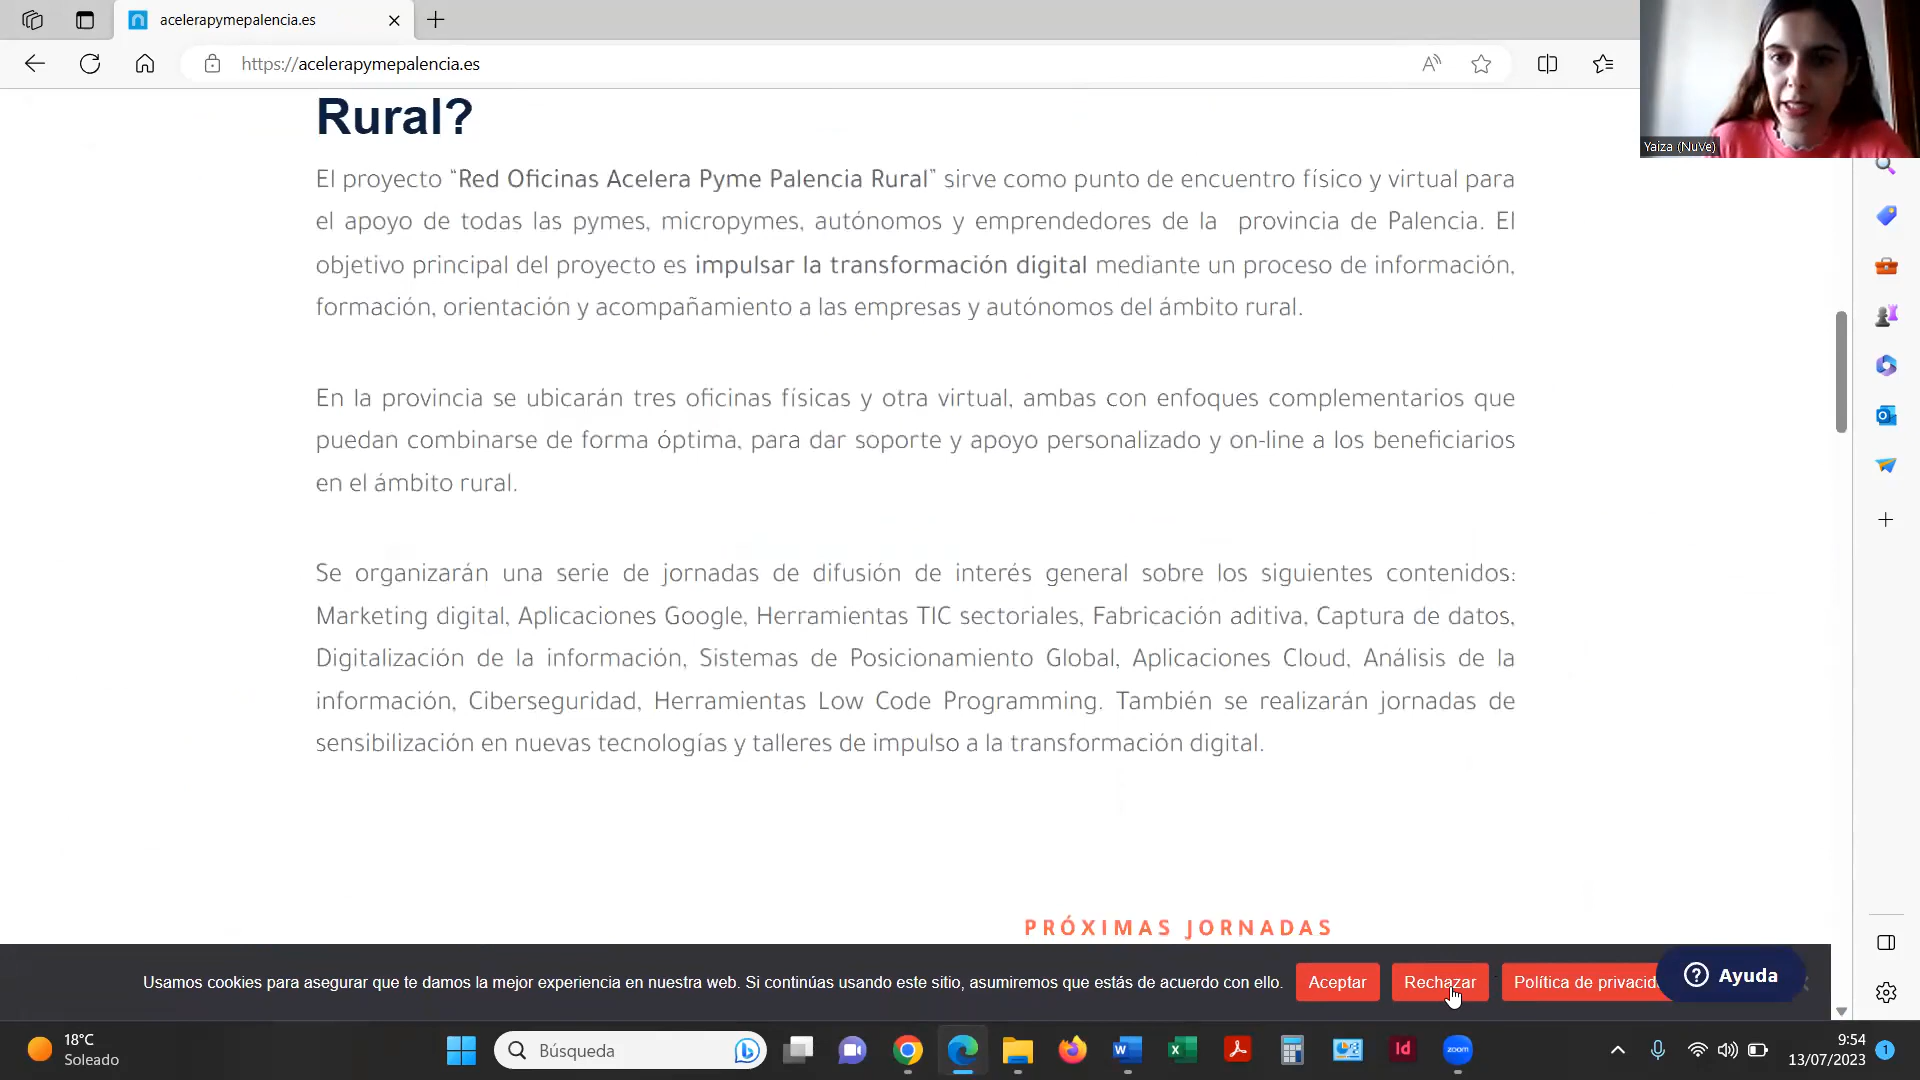 acelerapymepalencia.es
https://acelerapymepalencia.es
Yaiza (NuVe)
Rural?
El proyecto “Red Oficinas Acelera Pyme Palencia Rural” sirve como punto de encuentro físico y virtual para
el apoyo de todas las pymes, micropymes, autónomos y emprendedores de la provincia de Palencia. El
objetivo principal del proyecto es impulsar la transformación digital mediante un proceso de información,
formación, orientación y acompañamiento a las empresas y autónomos del ámbito rural.
En la provincia se ubicarán tres oficinas físicas y otra virtual, ambas con enfoques complementarios que
puedan combinarse de forma óptima, para dar soporte y apoyo personalizado y on-line a los beneficiarios
en el ámbito rural.
Se organizarán una serie de jornadas de difusión de interés general sobre los siguientes contenidos:
Marketing digital, Aplicaciones Google, Herramientas TIC sectoriales, Fabricación aditiva, Captura de datos,
Digitalización de la información, Sistemas de Posicionamiento Global, Aplicaciones Cloud, Análisis de la
información, Ciberseguridad, Herramientas Low Code Programming. También se realizarán jornadas de
sensibilización en nuevas tecnologías y talleres de impulso a la transformación digital.
PRÓXIMAS JORNADAS
Usamos cookies para asegurar que te damos la mejor experiencia en nuestra web. Si continúas usando este sitio, asumiremos que estás de acuerdo con ello. Aceptar Rechazar Política de privacid Ayuda
18°C
Soleado
Búsqueda
zoom
9:54
13/07/2023
1